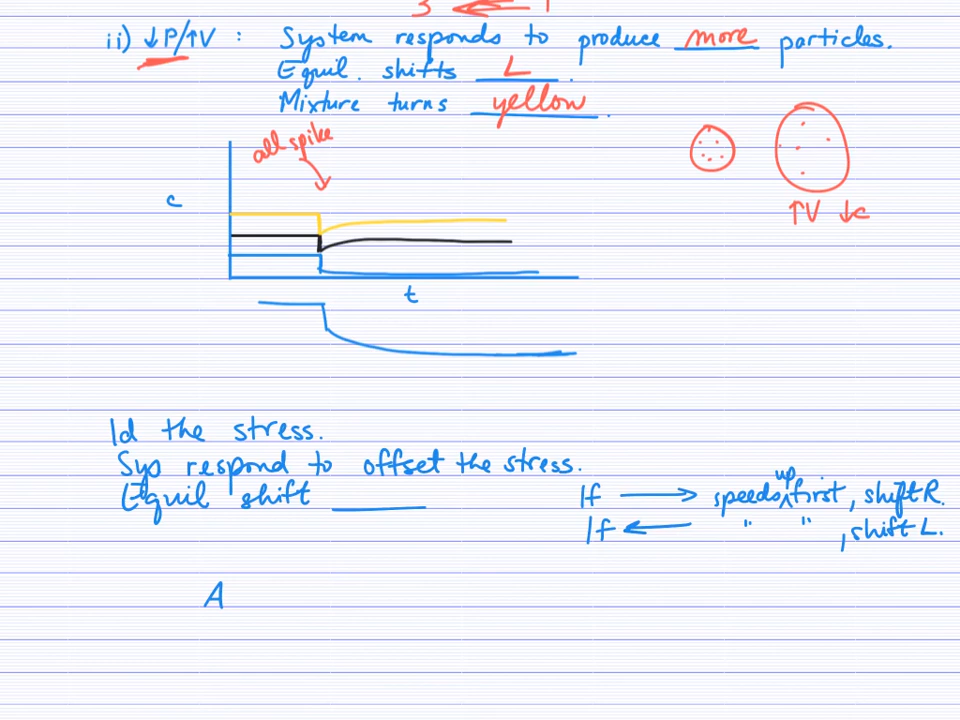 3 ← 1
ii) ↓P/↑V : System responds to produce more particles.
Equil. shifts L.
Mixture turns yellow.
all spike
c
↑V ↓c
t
Id the stress.
Sys respond to offset the stress.
Equil shift ______
If → speeds up first, shift R.
If ← " " , shift L.
A